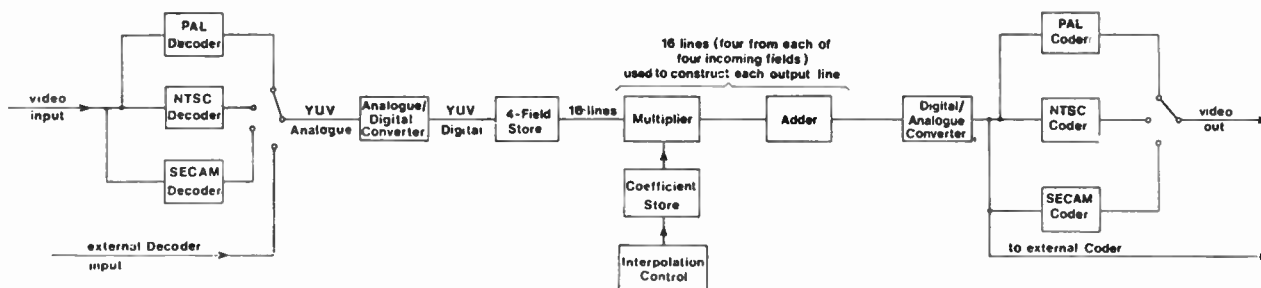 PAL
Decoder
video
input
NTSC
Decoder
SECAM
Decoder
external Decoder
input
YUV
Analogue
Analogue/
Digital
Converter
YUV
Digital
4-Field
Store
16-lines
16 lines (four from each of
four incoming fields)
used to construct each output line
Multiplier
Adder
Coefficient
Store
Interpolation
Control
Digital/
Analogue
Converter
PAL
Coder
NTSC
Coder
SECAM
Coder
video
out
to external Coder